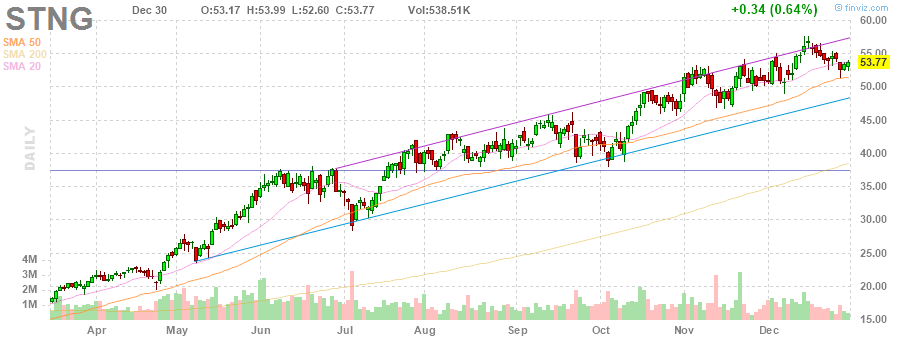 STNG Dec 30 O:53.17 H:53.99 L:52.60 C:53.77 Vol:538.51K +0.34 (0.64%) © finviz.com
SMA 50
SMA 200
SMA 20
DAILY
60.00
55.00
53.77
50.00
45.00
40.00
35.00
30.00
25.00
20.00
15.00
4M
3M
2M
1M
Apr May Jun Jul Aug Sep Oct Nov Dec